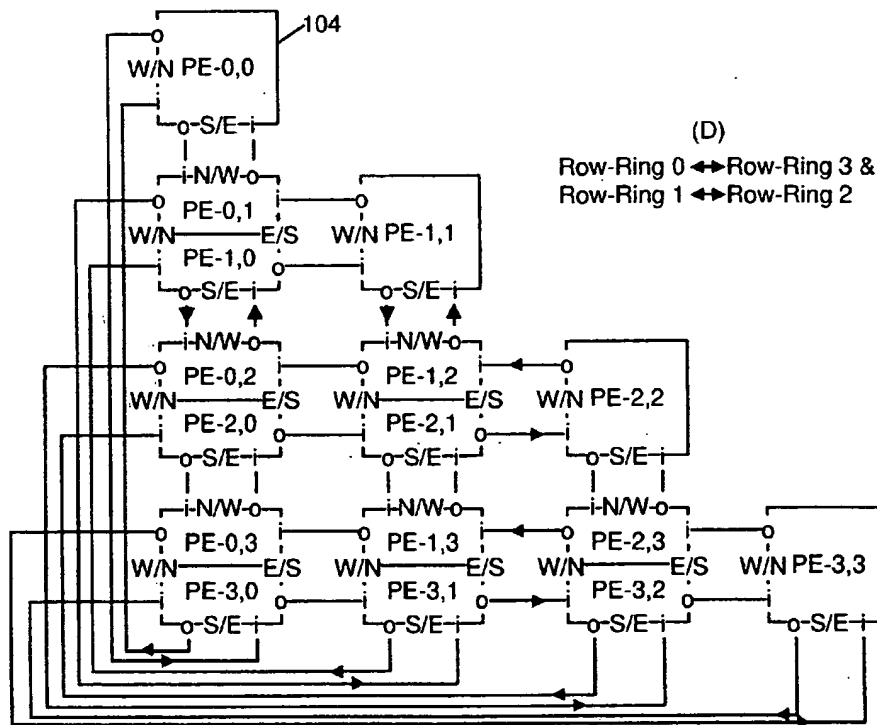 104
o
W/N PE-0,0
i
o S/E i
(D)
Row-Ring 0 ◄►Row-Ring 3 &
Row-Ring 1 ◄►Row-Ring 2
i N/W o
o PE-0,1 i o
W/N E/S W/N PE-1,1
i PE-1,0 o i
o S/E i o S/E i
i N/W o i N/W o
o PE-0,2 i o PE-1,2 i o
W/N E/S W/N E/S W/N PE-2,2
i PE-2,0 o i PE-2,1 o i
o S/E i o S/E i o S/E i
i N/W o i N/W o i N/W o
o PE-0,3 i o PE-1,3 i o PE-2,3 i o
W/N E/S W/N E/S W/N E/S W/N PE-3,3
i PE-3,0 o i PE-3,1 o i PE-3,2 o i
o S/E i o S/E i o S/E i o S/E i